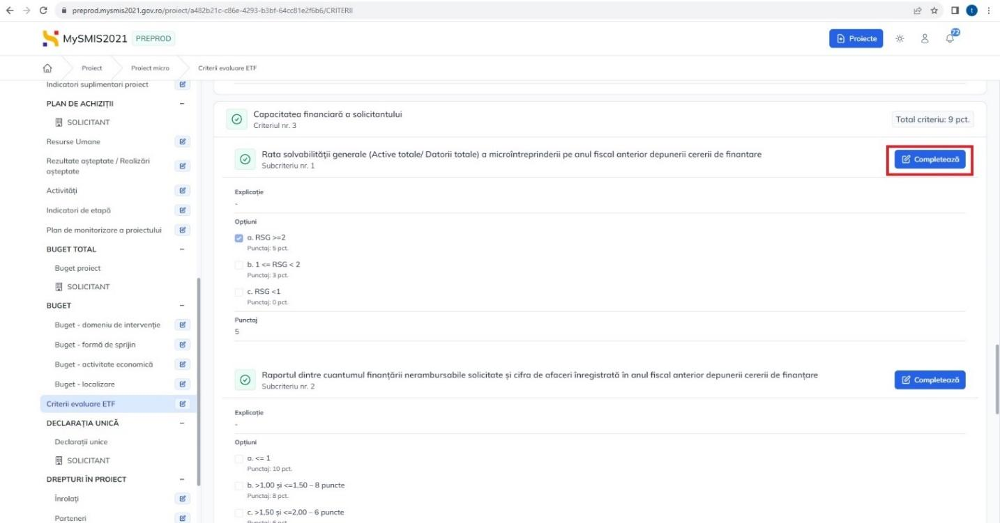 preprod.mysmis2021.gov.ro/proiect/a482b21c-c86e-4293-b3bf-64cc81e2f6b6/CRITERII
t
MySMIS2021 PREPROD
Proiecte
72
Proiect
Proiect micro
Criterii evaluare ETF
Indicatori suplimentari proiect
PLAN DE ACHIZIȚII
SOLICITANT
Resurse Umane
Rezultate așteptate / Realizări
așteptate
Activități
Indicatori de etapă
Plan de monitorizare a proiectului
BUGET TOTAL
Buget proiect
SOLICITANT
BUGET
Buget - domeniu de intervenție
Buget - formă de sprijin
Buget - activitate economică
Buget - localizare
Criterii evaluare ETF
DECLARAȚIA UNICĂ
Declarații unice
SOLICITANT
DREPTURI ÎN PROIECT
Înrolați
Parteneri
Capacitatea financiară a solicitantului
Criteriul nr. 3
Total criteriu: 9 pct.
Rata solvabilităţii generale (Active totale/ Datorii totale) a microîntreprinderii pe anul fiscal anterior depunerii cererii de finantare
Subcriteriu nr. 1
Completează
Explicație
-
Opțiuni
a. RSG >=2
Punctaj: 5 pct.
b. 1 <= RSG < 2
Punctaj: 3 pct.
c. RSG <1
Punctaj: 0 pct.
Punctaj
5
Raportul dintre cuantumul finanțării nerambursabile solicitate și cifra de afaceri înregistrată în anul fiscal anterior depunerii cererii de finanțare
Subcriteriu nr. 2
Completează
Explicație
-
Opțiuni
a. <= 1
Punctaj: 10 pct.
b. >1,00 și <=1,50 – 8 puncte
Punctaj: 8 pct.
c. >1,50 și <=2,00 – 6 puncte
Punctaj: 6 pct.